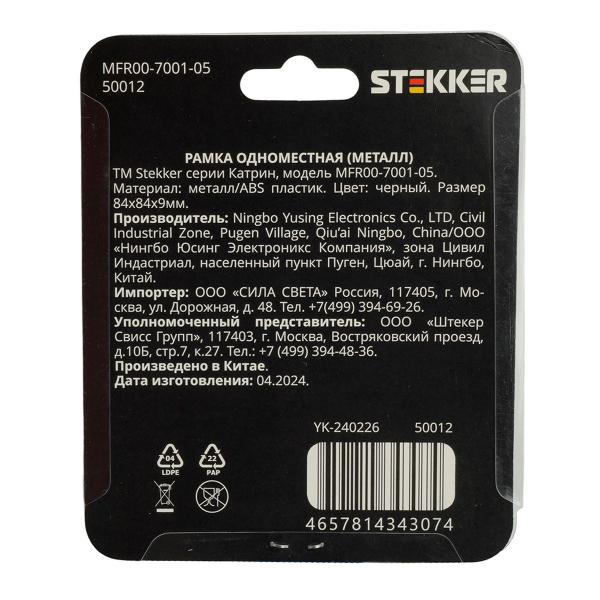 MFR00-7001-05
50012
STEKKER
РАМКА ОДНОМЕСТНАЯ (МЕТАЛЛ)
ТМ Stekker серии Катрин, модель MFR00-7001-05.
Материал: металл/ABS пластик. Цвет: черный. Размер
84х84х9мм.
Производитель: Ningbo Yusing Electronics Co., LTD, Civil
Industrial Zone, Pugen Village, Qiu’ai Ningbo, China/ООО
«Нингбо Юсинг Электроникс Компания», зона Цивил
Индастриал, населенный пункт Пуген, Цюай, г. Нингбо,
Китай.
Импортер: ООО «СИЛА СВЕТА» Россия, 117405, г. Мо-
сква, ул. Дорожная, д. 48. Тел. +7(499) 394-69-26.
Уполномоченный представитель: ООО «Штекер
Свисс Групп», 117403, г. Москва, Востряковский проезд,
д.10Б, стр.7, к.27. Тел.: +7 (499) 394-48-36.
Произведено в Китае.
Дата изготовления: 04.2024.
YK-240226 50012
04 22
LDPE PAP
4657814343074